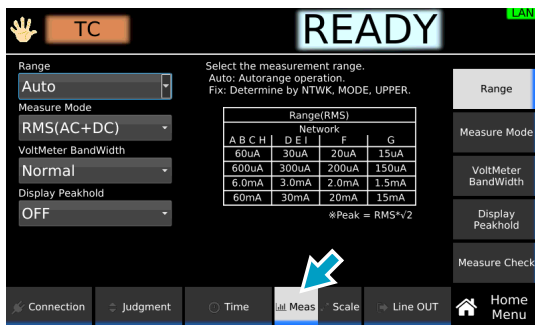 LAN
TC
READY
Range
Auto
Measure Mode
RMS(AC+DC)
VoltMeter BandWidth
Normal
Display Peakhold
OFF
Select the measurement range.
Auto: Autorange operation.
Fix: Determine by NTWK, MODE, UPPER.
Range(RMS)
Network
A B C H D E I F G
60uA 30uA 20uA 15uA
600uA 300uA 200uA 150uA
6.0mA 3.0mA 2.0mA 1.5mA
60mA 30mA 20mA 15mA
※Peak = RMS*√2
Range
Measure Mode
VoltMeter
BandWidth
Display
Peakhold
Measure Check
Connection Judgment Time Meas Scale Line OUT
Home
Menu